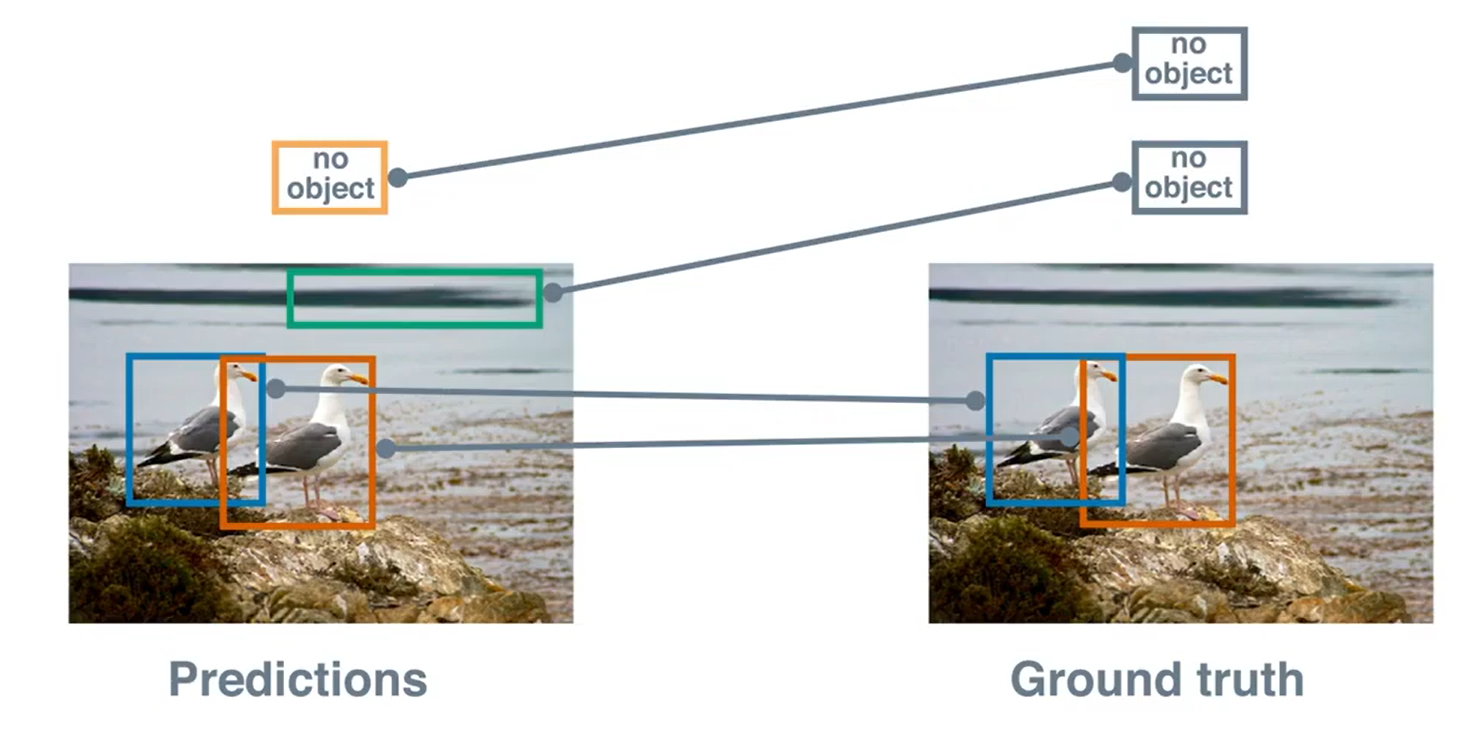 no
object
no
object
no
object
Predictions
Ground truth